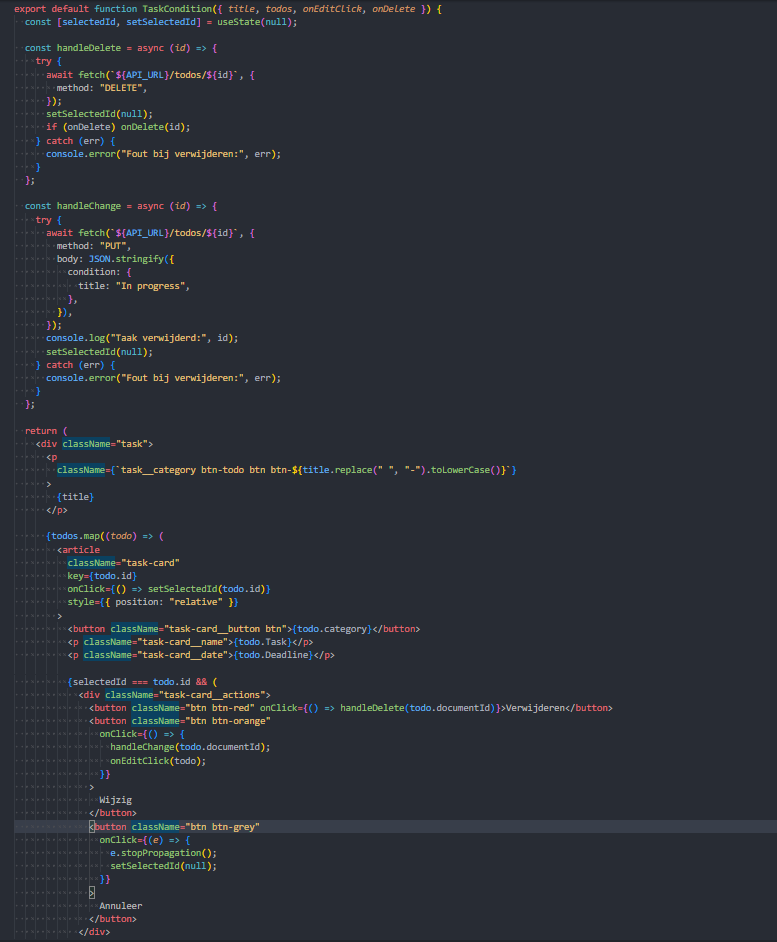 export default function TaskCondition({ title, todos, onEditClick, onDelete }) {
  const [selectedId, setSelectedId] = useState(null);

  const handleDelete = async (id) => {
    try {
      await fetch(`${API_URL}/todos/${id}`, {
        method: "DELETE",
      });
      setSelectedId(null);
      if (onDelete) onDelete(id);
    } catch (err) {
      console.error("Fout bij verwijderen:", err);
    }
  };

  const handleChange = async (id) => {
    try {
      await fetch(`${API_URL}/todos/${id}`, {
        method: "PUT",
        body: JSON.stringify({
          condition: {
            title: "In progress",
          },
        }),
      });
      console.log("Taak verwijderd:", id);
      setSelectedId(null);
    } catch (err) {
      console.error("Fout bij verwijderen:", err);
    }
  };

  return (
    <div className="task">
      <p
        className={`task__category btn-todo btn btn-${title.replace(" ", "-").toLowerCase()}`}
      >
        {title}
      </p>

      {todos.map((todo) => (
        <article
          className="task-card"
          key={todo.id}
          onClick={() => setSelectedId(todo.id)}
          style={{ position: "relative" }}
        >
          <button className="task-card__button btn">{todo.category}</button>
          <p className="task-card__name">{todo.Task}</p>
          <p className="task-card__date">{todo.Deadline}</p>

          {selectedId === todo.id && (
            <div className="task-card__actions">
              <button className="btn btn-red" onClick={() => handleDelete(todo.documentId)}>Verwijderen</button>
              <button className="btn btn-orange"
                onClick={() => {
                  handleChange(todo.documentId);
                  onEditClick(todo);
                }}
              >
                Wijzig
              </button>
              <button className="btn btn-grey"
                onClick={(e) => {
                  e.stopPropagation();
                  setSelectedId(null);
                }}
              >
                Annuleer
              </button>
            </div>